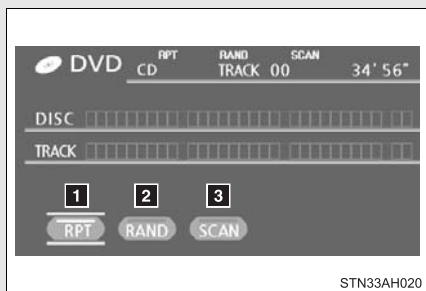 RPT RAND SCAN
DVD CD TRACK 00 34'56"
DISC
TRACK
1 2 3
RPT RAND SCAN
STN33AH020